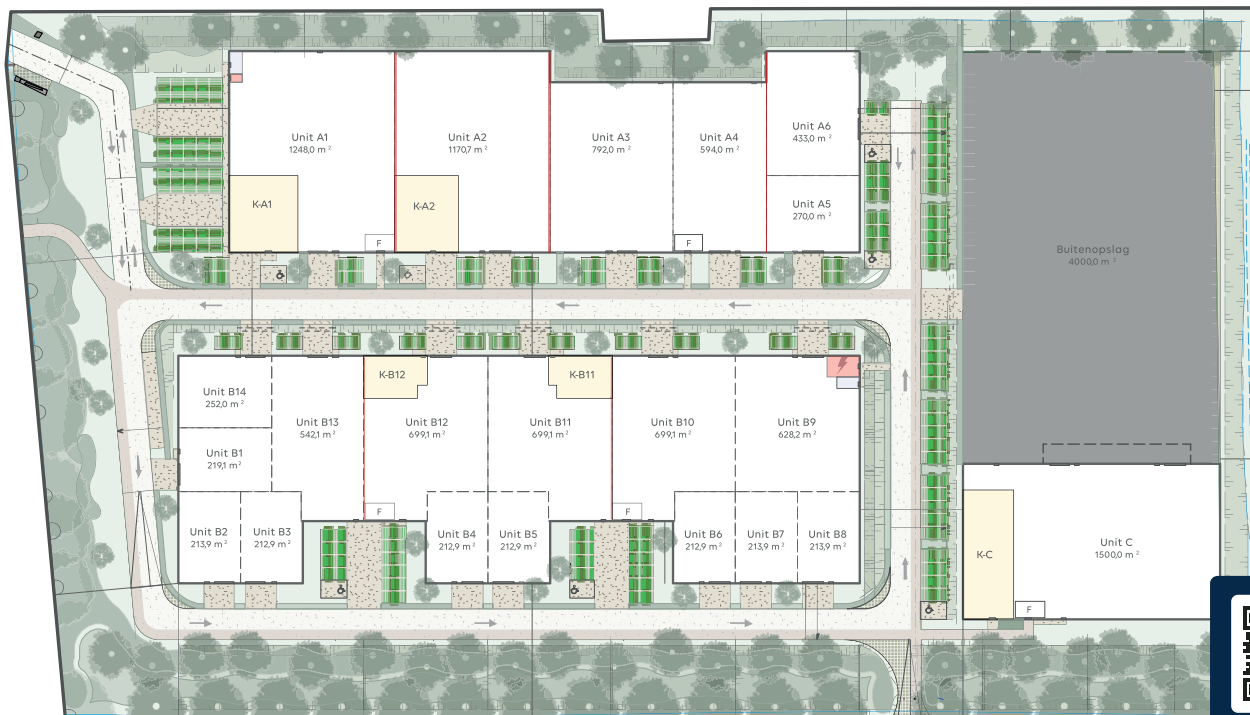 Unit A1
1248,0 m²
Unit A2
1170,7 m²
Unit A3
792,0 m²
Unit A4
594,0 m²
Unit A6
433,0 m²
Unit A5
270,0 m²
K-A1
K-A2
F
F
Buitenopslag
4000,0 m²
K-B12
K-B11
Unit B14
252,0 m²
Unit B13
542,1 m²
Unit B12
699,1 m²
Unit B11
699,1 m²
Unit B10
699,1 m²
Unit B9
628,2 m²
Unit B1
219,1 m²
F
F
Unit B2
213,9 m²
Unit B3
212,9 m²
Unit B4
212,9 m²
Unit B5
212,9 m²
Unit B6
212,9 m²
Unit B7
213,9 m²
Unit B8
213,9 m²
K-C
Unit C
1500,0 m²
F